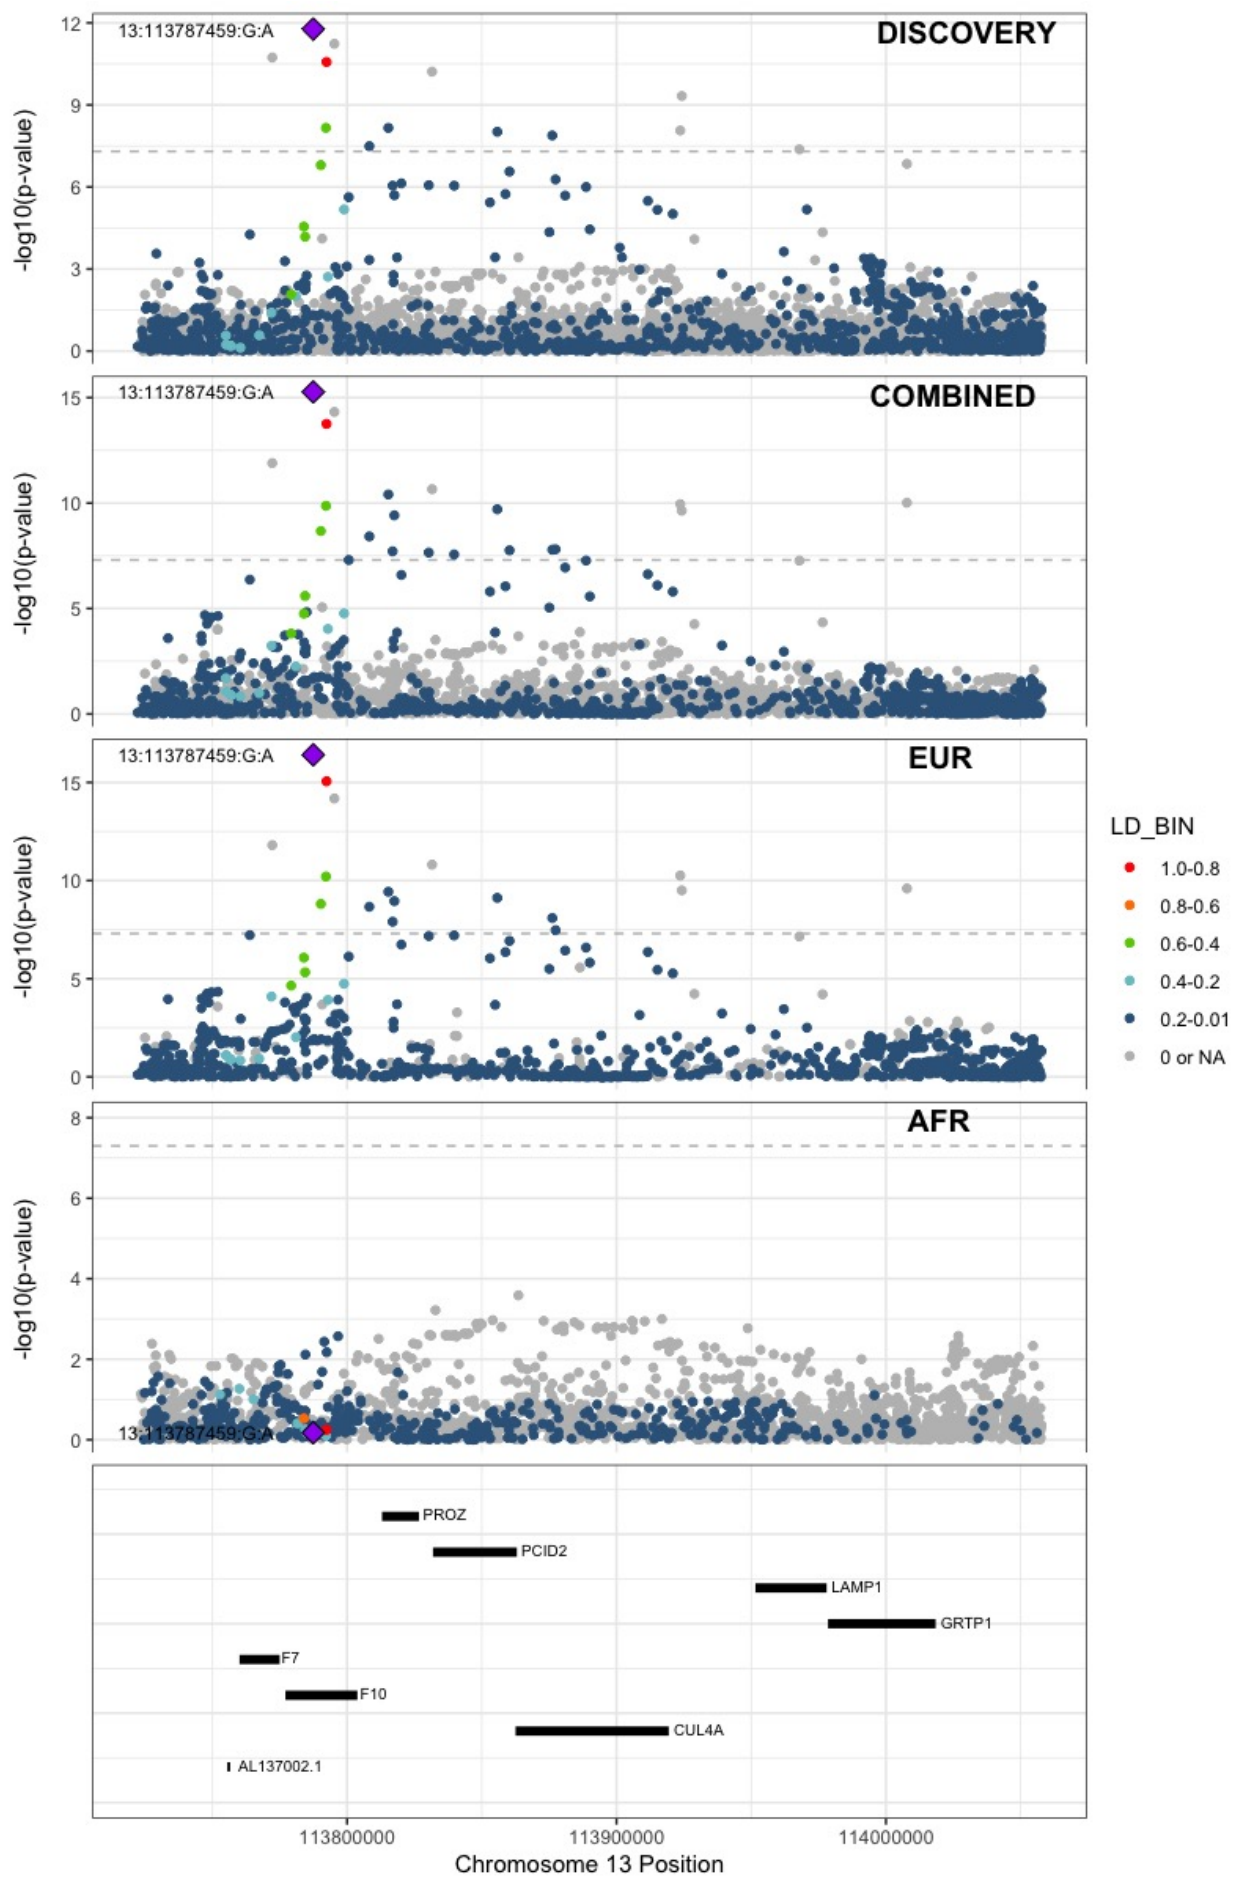 DISCOVERY
13:113787459:G:A
12
9
6
3
0
-log10(p-value)
COMBINED
13:113787459:G:A
15
10
5
0
-log10(p-value)
EUR
13:113787459:G:A
15
10
5
0
-log10(p-value)
AFR
8
6
4
2
0
13:113787459:G:A
-log10(p-value)
LD_BIN
1.0-0.8
0.8-0.6
0.6-0.4
0.4-0.2
0.2-0.01
0 or NA
PROZ
PCID2
LAMP1
GRTP1
F7
F10
CUL4A
AL137002.1
113800000
113900000
114000000
Chromosome 13 Position